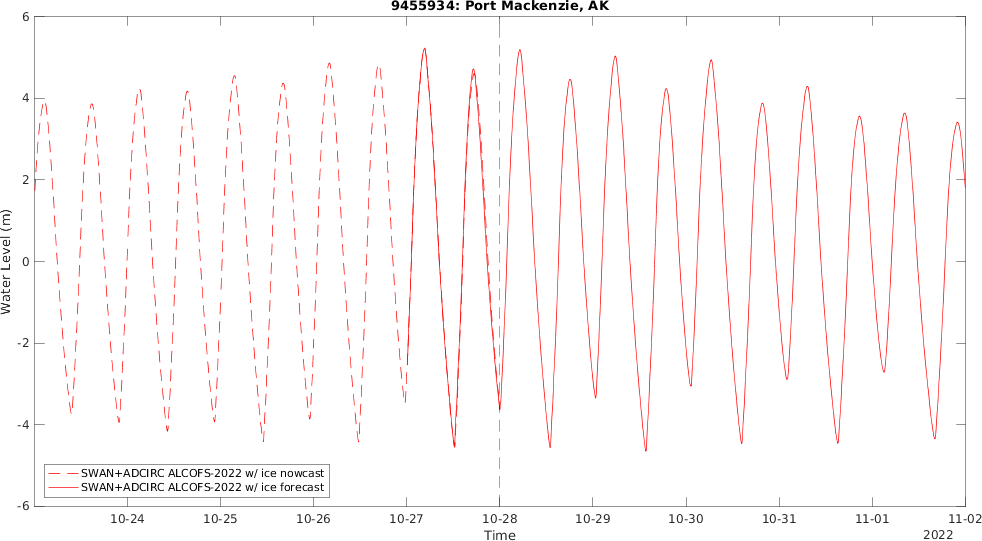 9455934: Port Mackenzie, AK
6
4
2
0
-2
-4
-6
Water Level (m)
SWAN+ADCIRC ALCOFS-2022 w/ ice nowcast
SWAN+ADCIRC ALCOFS-2022 w/ ice forecast
10-24 10-25 10-26 10-27 10-28 10-29 10-30 10-31 11-01 11-02
Time
2022